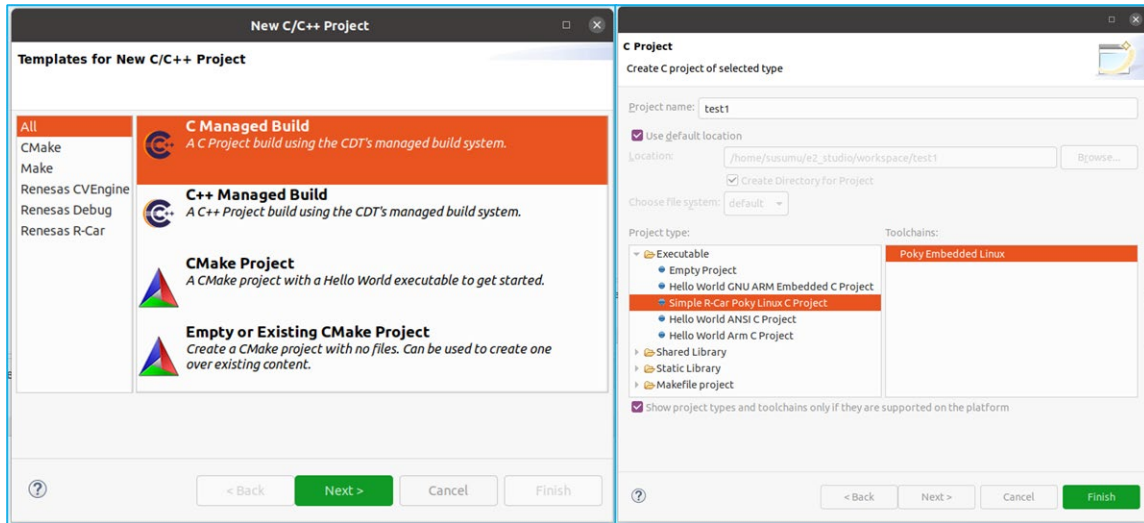 New C/C++ Project
Templates for New C/C++ Project
All
CMake
Make
Renesas CVEngine
Renesas Debug
Renesas R-Car
C Managed Build
A C Project build using the CDT's managed build system.
C++ Managed Build
A C++ Project build using the CDT's managed build system.
CMake Project
A CMake project with a Hello World executable to get started.
Empty or Existing CMake Project
Create a CMake project with no files. Can be used to create one
over existing content.
< Back
Next >
Cancel
Finish
C Project
Create C project of selected type
Project name: test1
Use default location
Location: /home/susumu/e2_studio/workspace/test1 Browse...
Create Directory for Project
Choose file system: default
Project type:
Executable
Empty Project
Hello World GNU ARM Embedded C Project
Simple R-Car Poky Linux C Project
Hello World ANSI C Project
Hello World Arm C Project
Shared Library
Static Library
Makefile project
Toolchains:
Poky Embedded Linux
Show project types and toolchains only if they are supported on the platform
< Back
Next >
Cancel
Finish